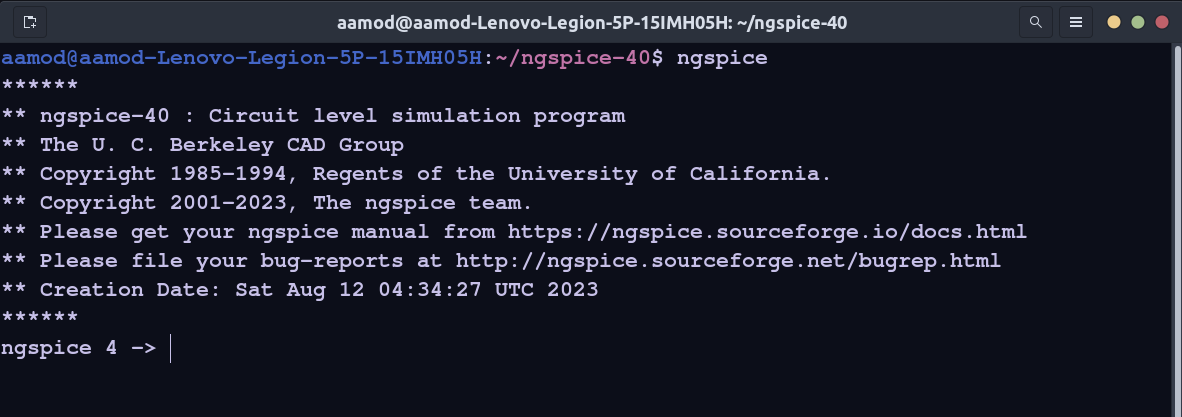 aamod@aamod-Lenovo-Legion-5P-15IMH05H: ~/ngspice-40
aamod@aamod-Lenovo-Legion-5P-15IMH05H:~/ngspice-40$ ngspice
******
** ngspice-40 : Circuit level simulation program
** The U. C. Berkeley CAD Group
** Copyright 1985-1994, Regents of the University of California.
** Copyright 2001-2023, The ngspice team.
** Please get your ngspice manual from https://ngspice.sourceforge.io/docs.html
** Please file your bug-reports at http://ngspice.sourceforge.net/bugrep.html
** Creation Date: Sat Aug 12 04:34:27 UTC 2023
******
ngspice 4 ->